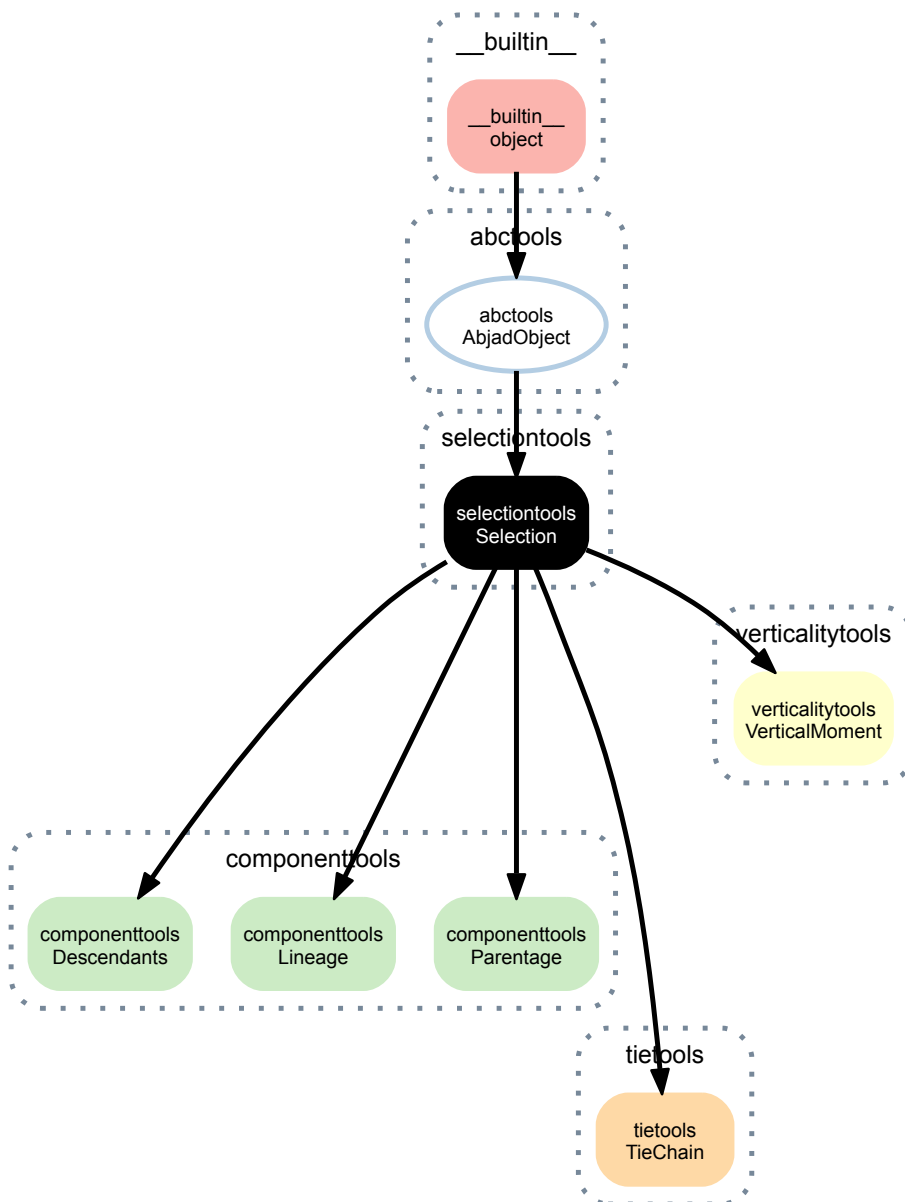 __builtin__
__builtin__
object
abctools
abctools
AbjadObject
selectiontools
selectiontools
Selection
verticalitytools
verticalitytools
VerticalMoment
componenttools
componenttools
Descendants
componenttools
Lineage
componenttools
Parentage
tietools
tietools
TieChain